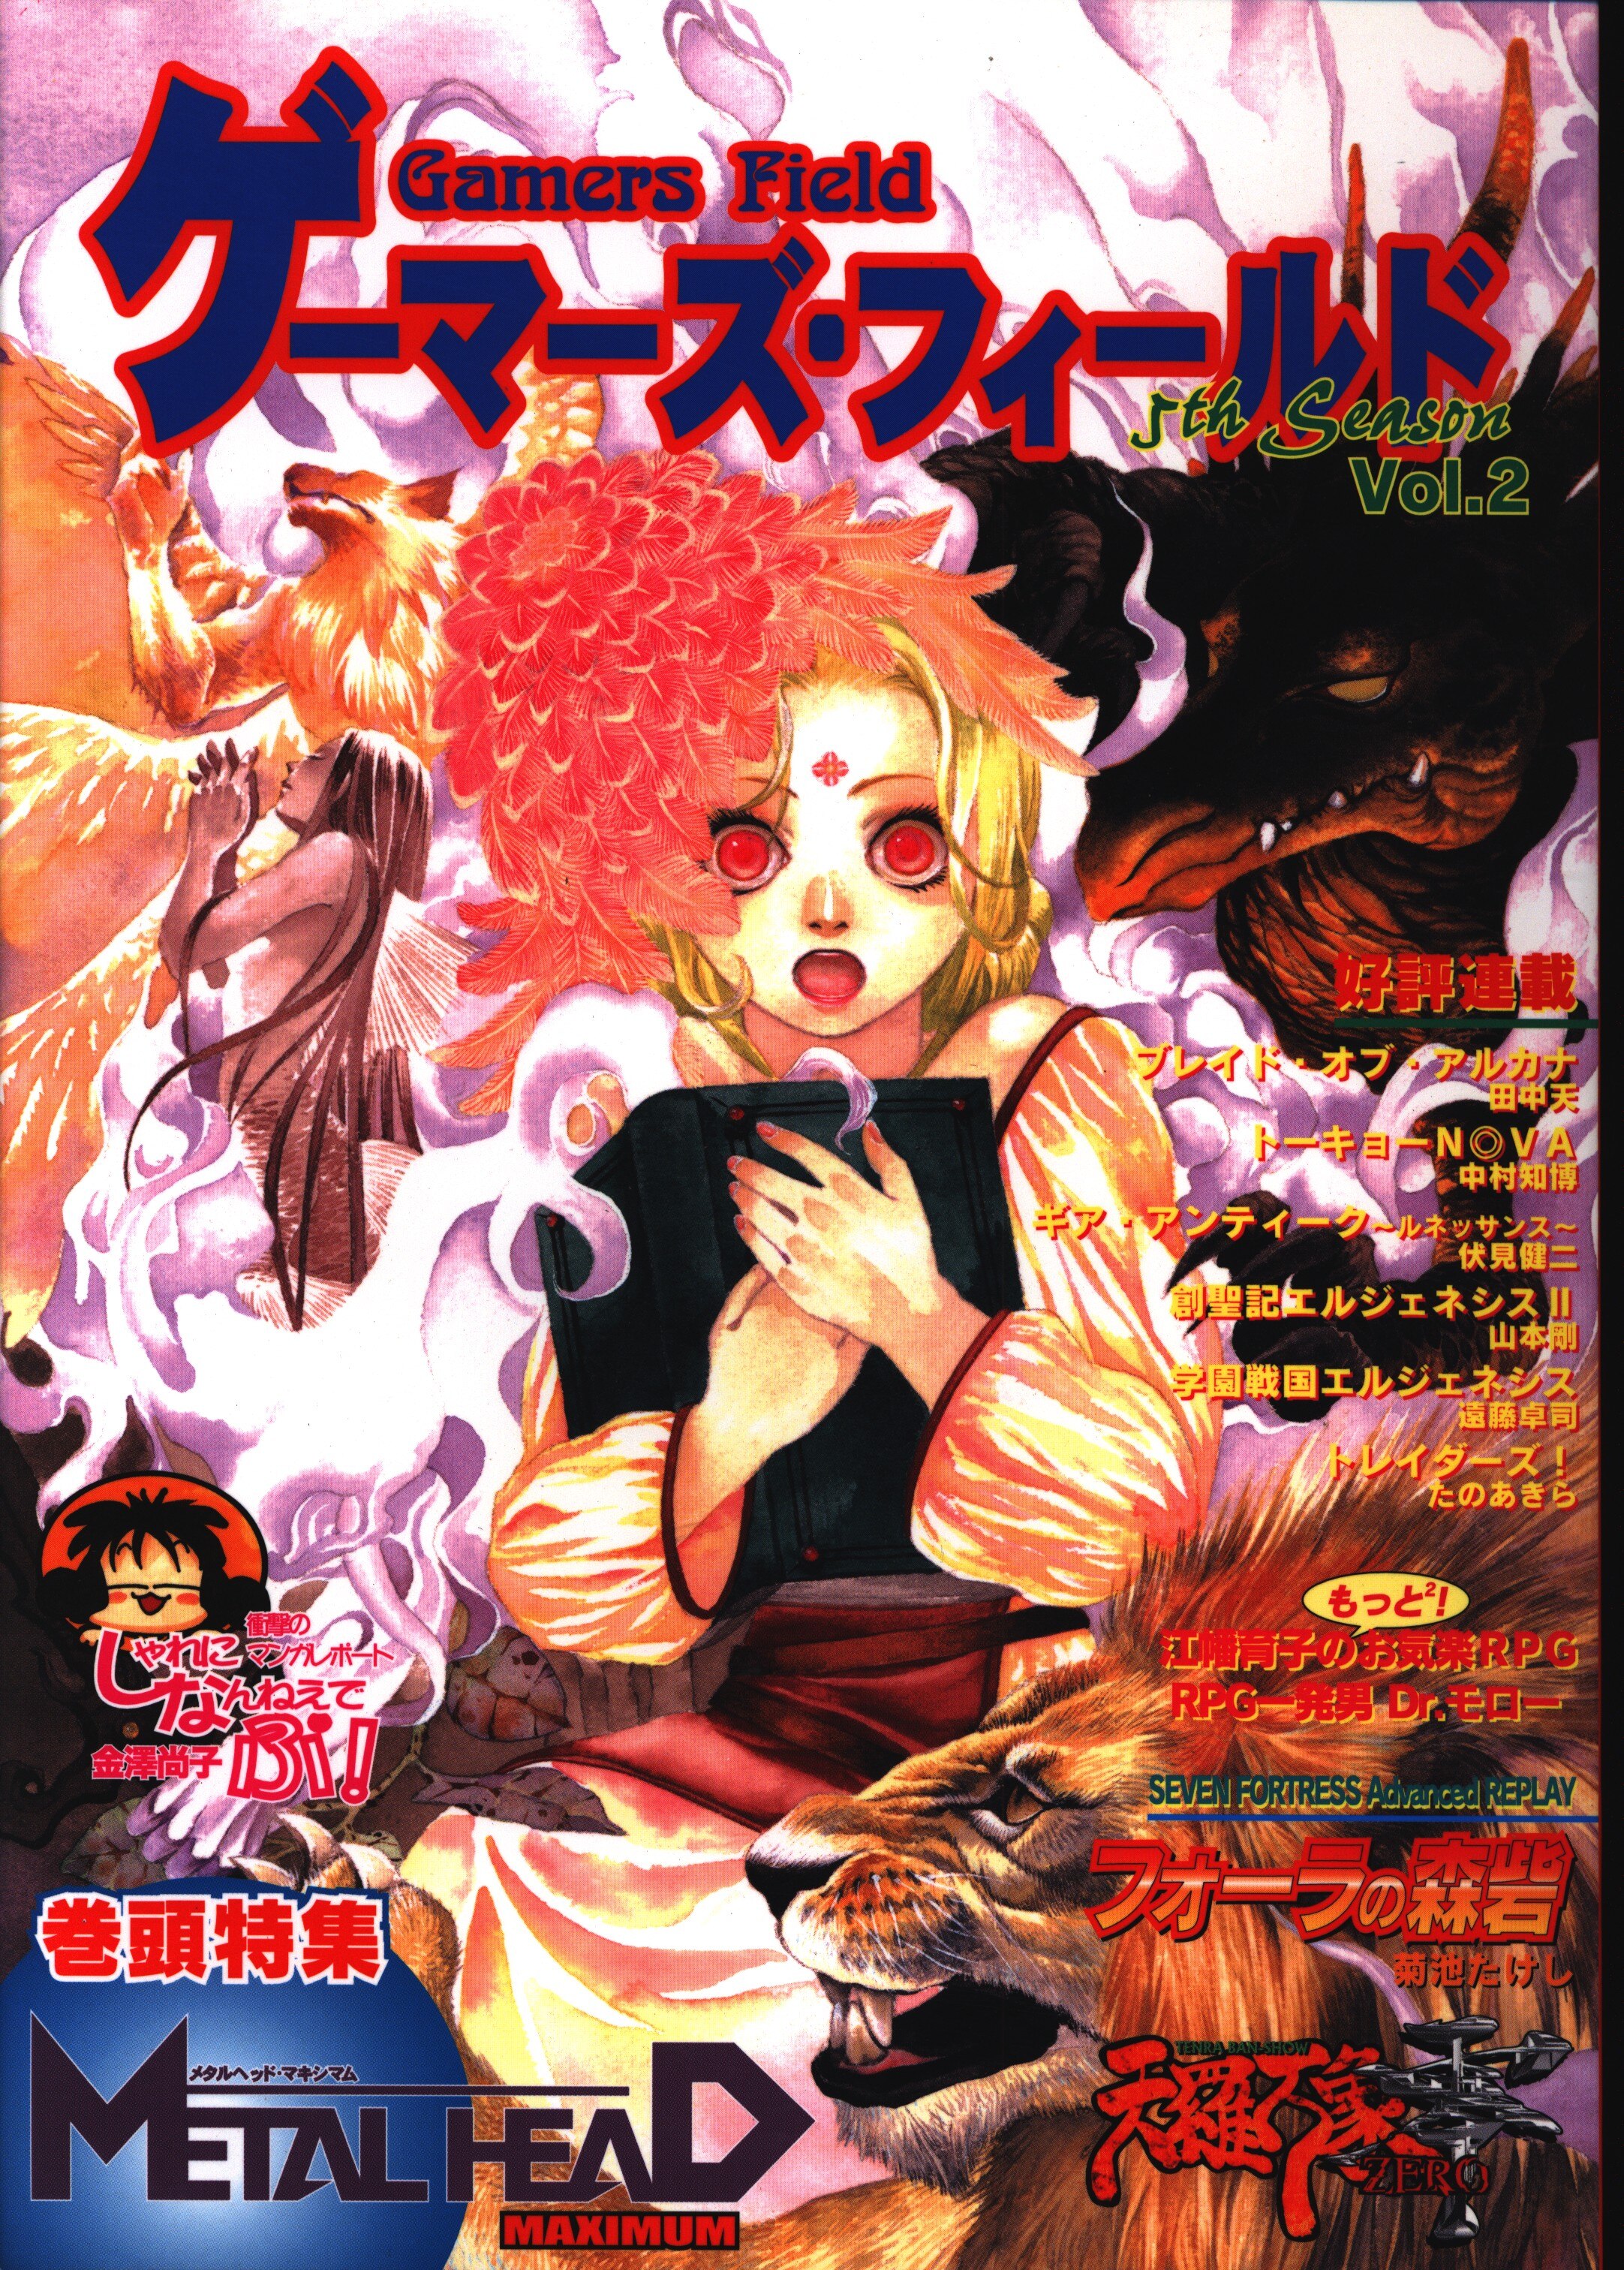 Gamers Field
ゲーマーズ・フィールド
5th Season
Vol.2
好評連載
ブレイド・オブ・アルカナ
田中天
トーキョーN◎VA
中村知博
ギア・アンティーク~ルネッサンス~
伏見健二
創聖記エルジェネシスII
山本剛
学園戦国エルジェネシス
遠藤卓司
トレイダーズ!
たのあきら
もっと²!
江幡育子のお気楽RPG
RPG一発男 Dr.モロー
SEVEN FORTRESS Advanced REPLAY
フォーラの森砦
菊池たけし
TENRA BAN-SHOW
天羅万象・零
ZERO
衝撃の
マンガレポート
しゃれに
なんねえで
ぷい!
金澤尚子
巻頭特集
メタルヘッド・マキシマム
METAL HEAD
MAXIMUM